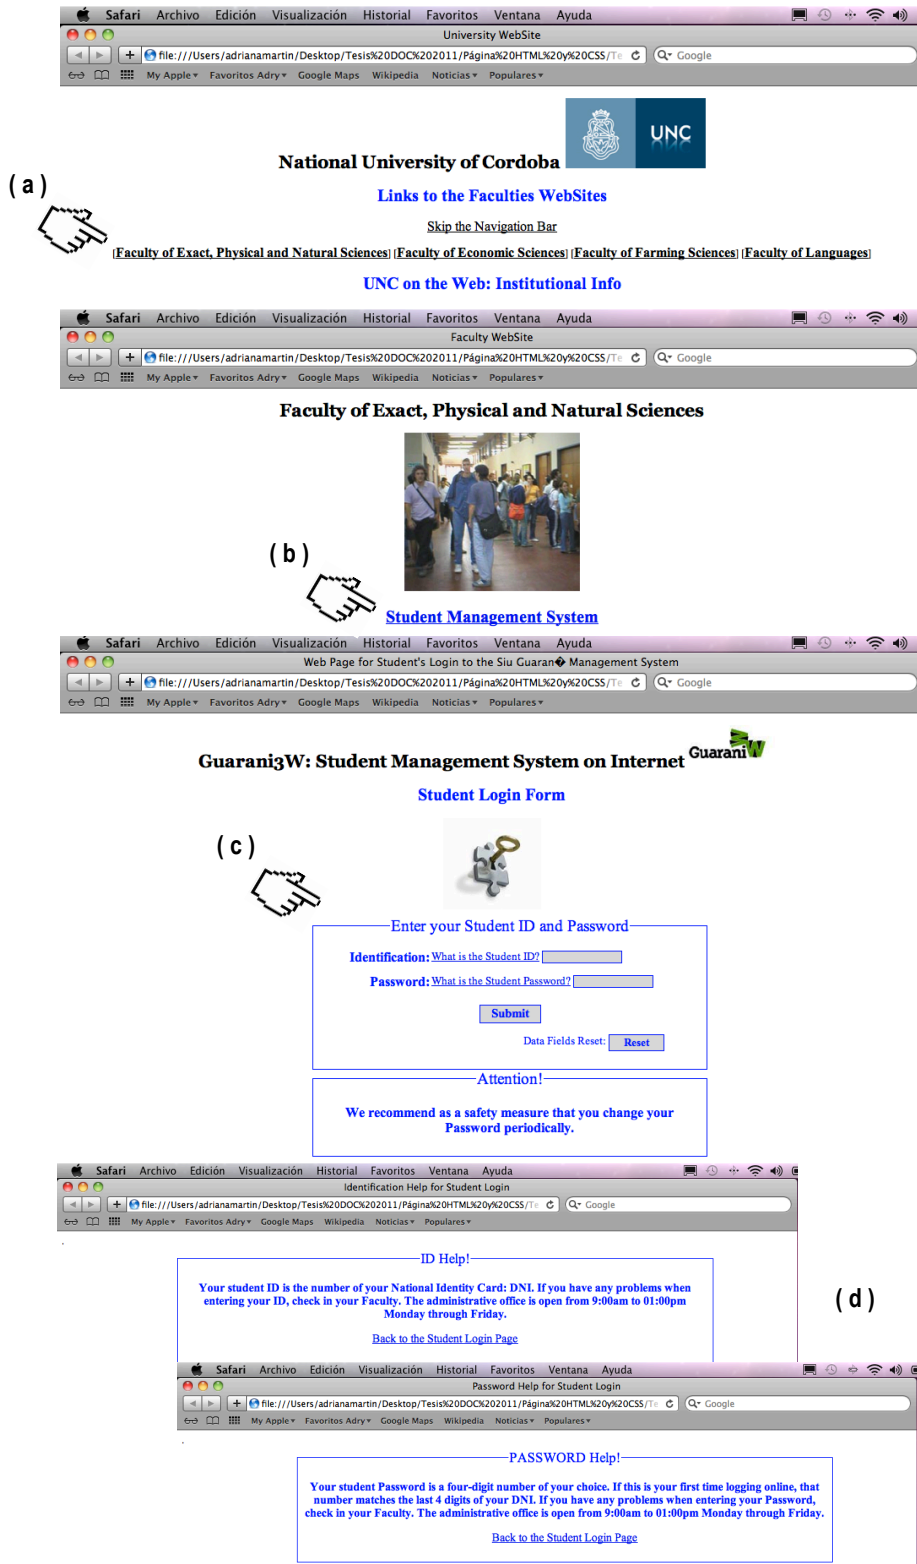 Safari Archivo Edición Visualización Historial Favoritos Ventana Ayuda
University WebSite
file:///Users/adrianamartin/Desktop/Tesis%20DOC%202011/Página%20HTML%20y%20CSS/Te Google
My Apple Favoritos Adry Google Maps Wikipedia Noticias Populares
National University of Cordoba UNC
( a )
Links to the Faculties WebSites
Skip the Navigation Bar
[Faculty of Exact, Physical and Natural Sciences] [Faculty of Economic Sciences] [Faculty of Farming Sciences] [Faculty of Languages]
UNC on the Web: Institutional Info
Safari Archivo Edición Visualización Historial Favoritos Ventana Ayuda
Faculty WebSite
file:///Users/adrianamartin/Desktop/Tesis%20DOC%202011/Página%20HTML%20y%20CSS/Te Google
My Apple Favoritos Adry Google Maps Wikipedia Noticias Populares
Faculty of Exact, Physical and Natural Sciences
( b )
Student Management System
Safari Archivo Edición Visualización Historial Favoritos Ventana Ayuda
Web Page for Student's Login to the Siu Guaran� Management System
file:///Users/adrianamartin/Desktop/Tesis%20DOC%202011/Página%20HTML%20y%20CSS/Te Google
My Apple Favoritos Adry Google Maps Wikipedia Noticias Populares
Guarani3W: Student Management System on Internet Guarani 3W
Student Login Form
( c )
Enter your Student ID and Password
Identification: What is the Student ID?
Password: What is the Student Password?
Submit
Data Fields Reset: Reset
Attention!
We recommend as a safety measure that you change your
Password periodically.
Safari Archivo Edición Visualización Historial Favoritos Ventana Ayuda
Identification Help for Student Login
file:///Users/adrianamartin/Desktop/Tesis%20DOC%202011/Página%20HTML%20y%20CSS/Te Google
My Apple Favoritos Adry Google Maps Wikipedia Noticias Populares
ID Help!
Your student ID is the number of your National Identity Card: DNI. If you have any problems when
entering your ID, check in your Faculty. The administrative office is open from 9:00am to 01:00pm
Monday through Friday.
( d )
Back to the Student Login Page
Safari Archivo Edición Visualización Historial Favoritos Ventana Ayuda
Password Help for Student Login
file:///Users/adrianamartin/Desktop/Tesis%20DOC%202011/Página%20HTML%20y%20CSS/Te Google
My Apple Favoritos Adry Google Maps Wikipedia Noticias Populares
PASSWORD Help!
Your student Password is a four-digit number of your choice. If this is your first time logging online, that
number matches the last 4 digits of your DNI. If you have any problems when entering your Password,
check in your Faculty. The administrative office is open from 9:00am to 01:00pm Monday through Friday.
Back to the Student Login Page